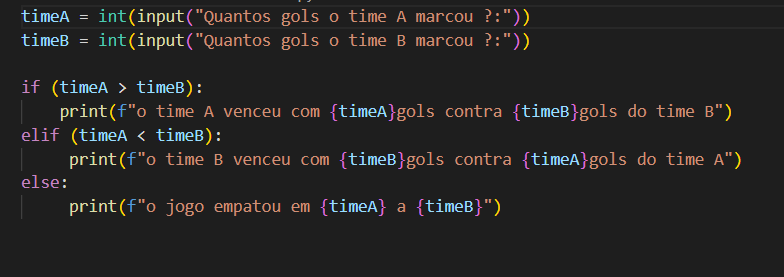 timeA = int(input("Quantos gols o time A marcou ?:"))
timeB = int(input("Quantos gols o time B marcou ?:"))
if (timeA > timeB):
print(f"o time A venceu com {timeA}gols contra {timeB}gols do time B")
elif (timeA < timeB):
print(f"o time B venceu com {timeB}gols contra {timeA}gols do time A")
else:
print(f"o jogo empatou em {timeA} a {timeB}")